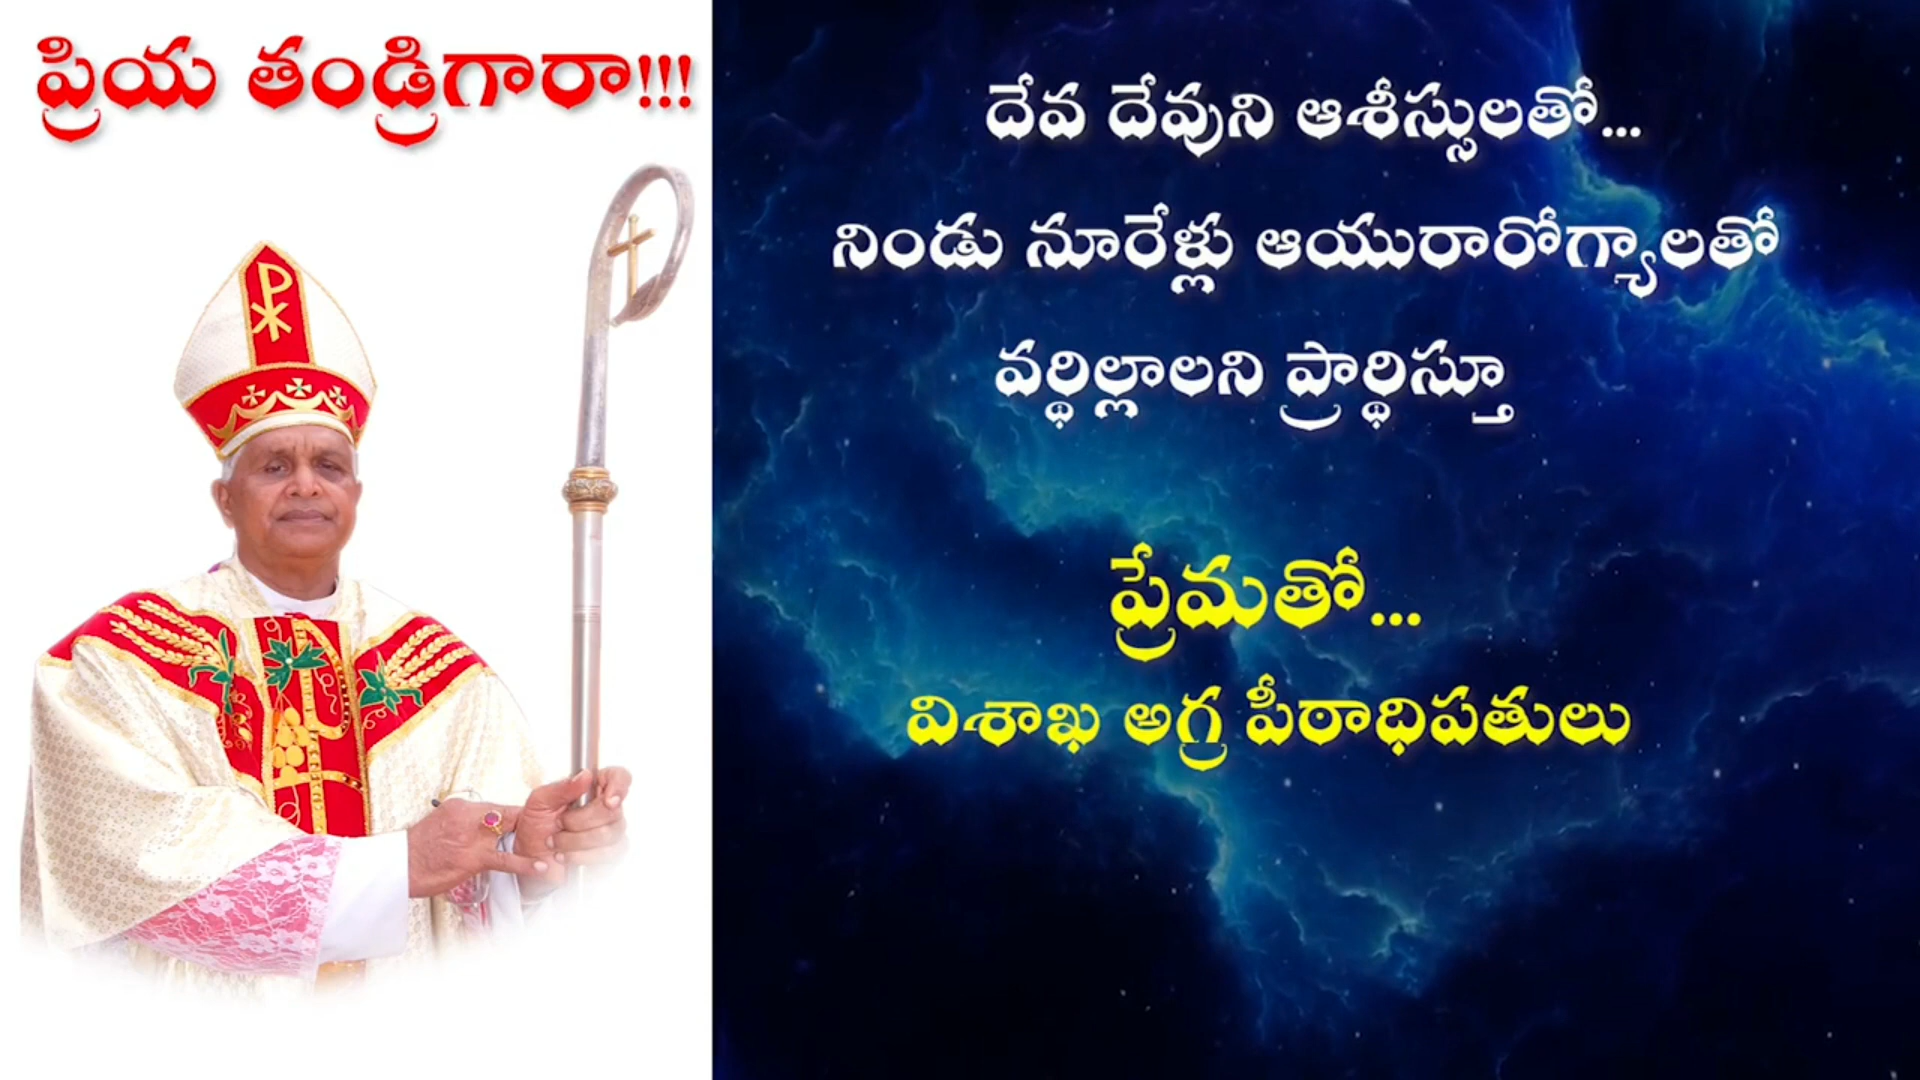 ప్రియ తండ్రిగారా!!!
దేవ దేవుని ఆశీస్సులతో...
నిండు నూరేళ్లు ఆయురారోగ్యాలతో
వర్ధిల్లాలని ప్రార్థిస్తూ
ప్రేమతో...
విశాఖ అగ్ర పీఠాధిపతులు